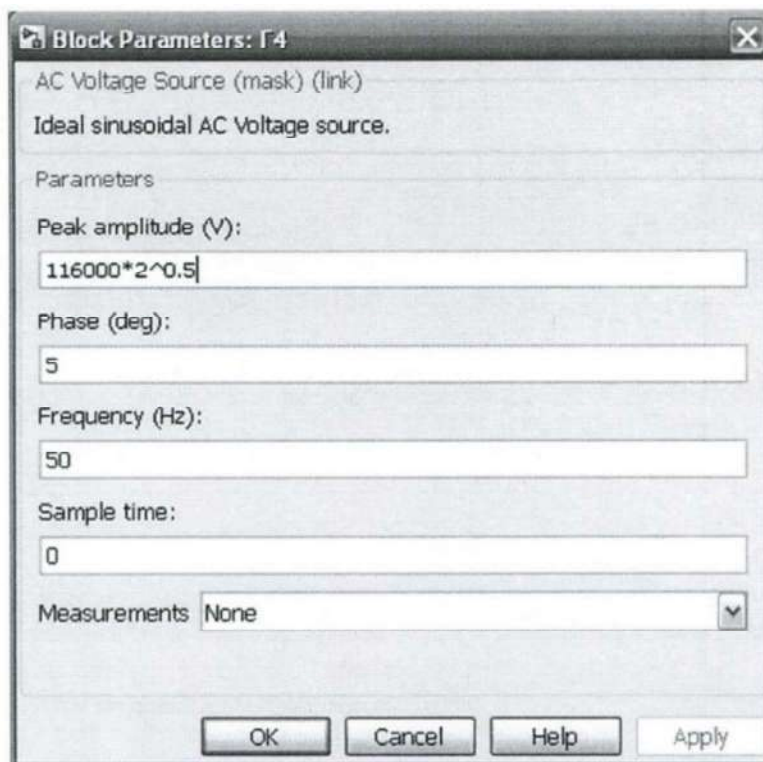 Block Parameters: Г4
AC Voltage Source (mask) (link)
Ideal sinusoidal AC Voltage source.
Parameters
Peak amplitude (V):
116000*2^0.5
Phase (deg):
5
Frequency (Hz):
50
Sample time:
0
Measurements None
OK Cancel Help Apply